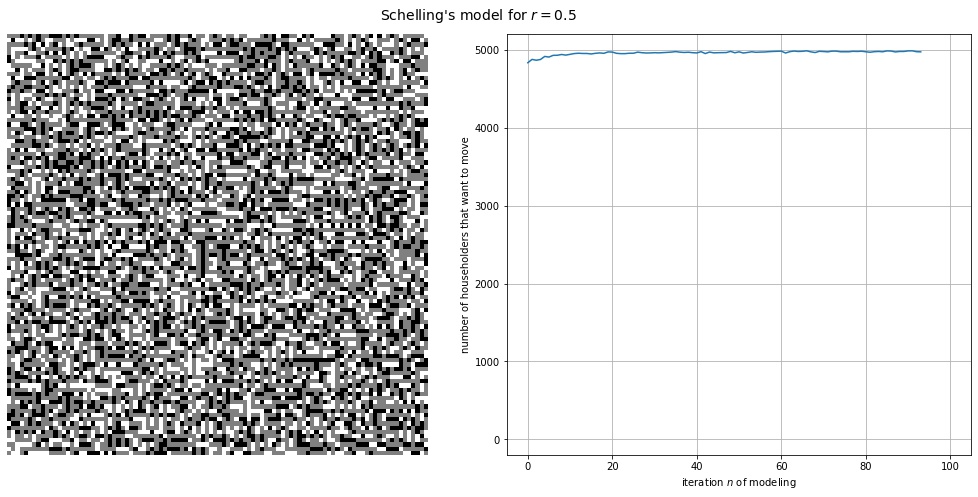 Schelling's model for r = 0.5
number of householders that want to move
5000
4000
3000
2000
1000
0
0 20 40 60 80 100
iteration n of modeling